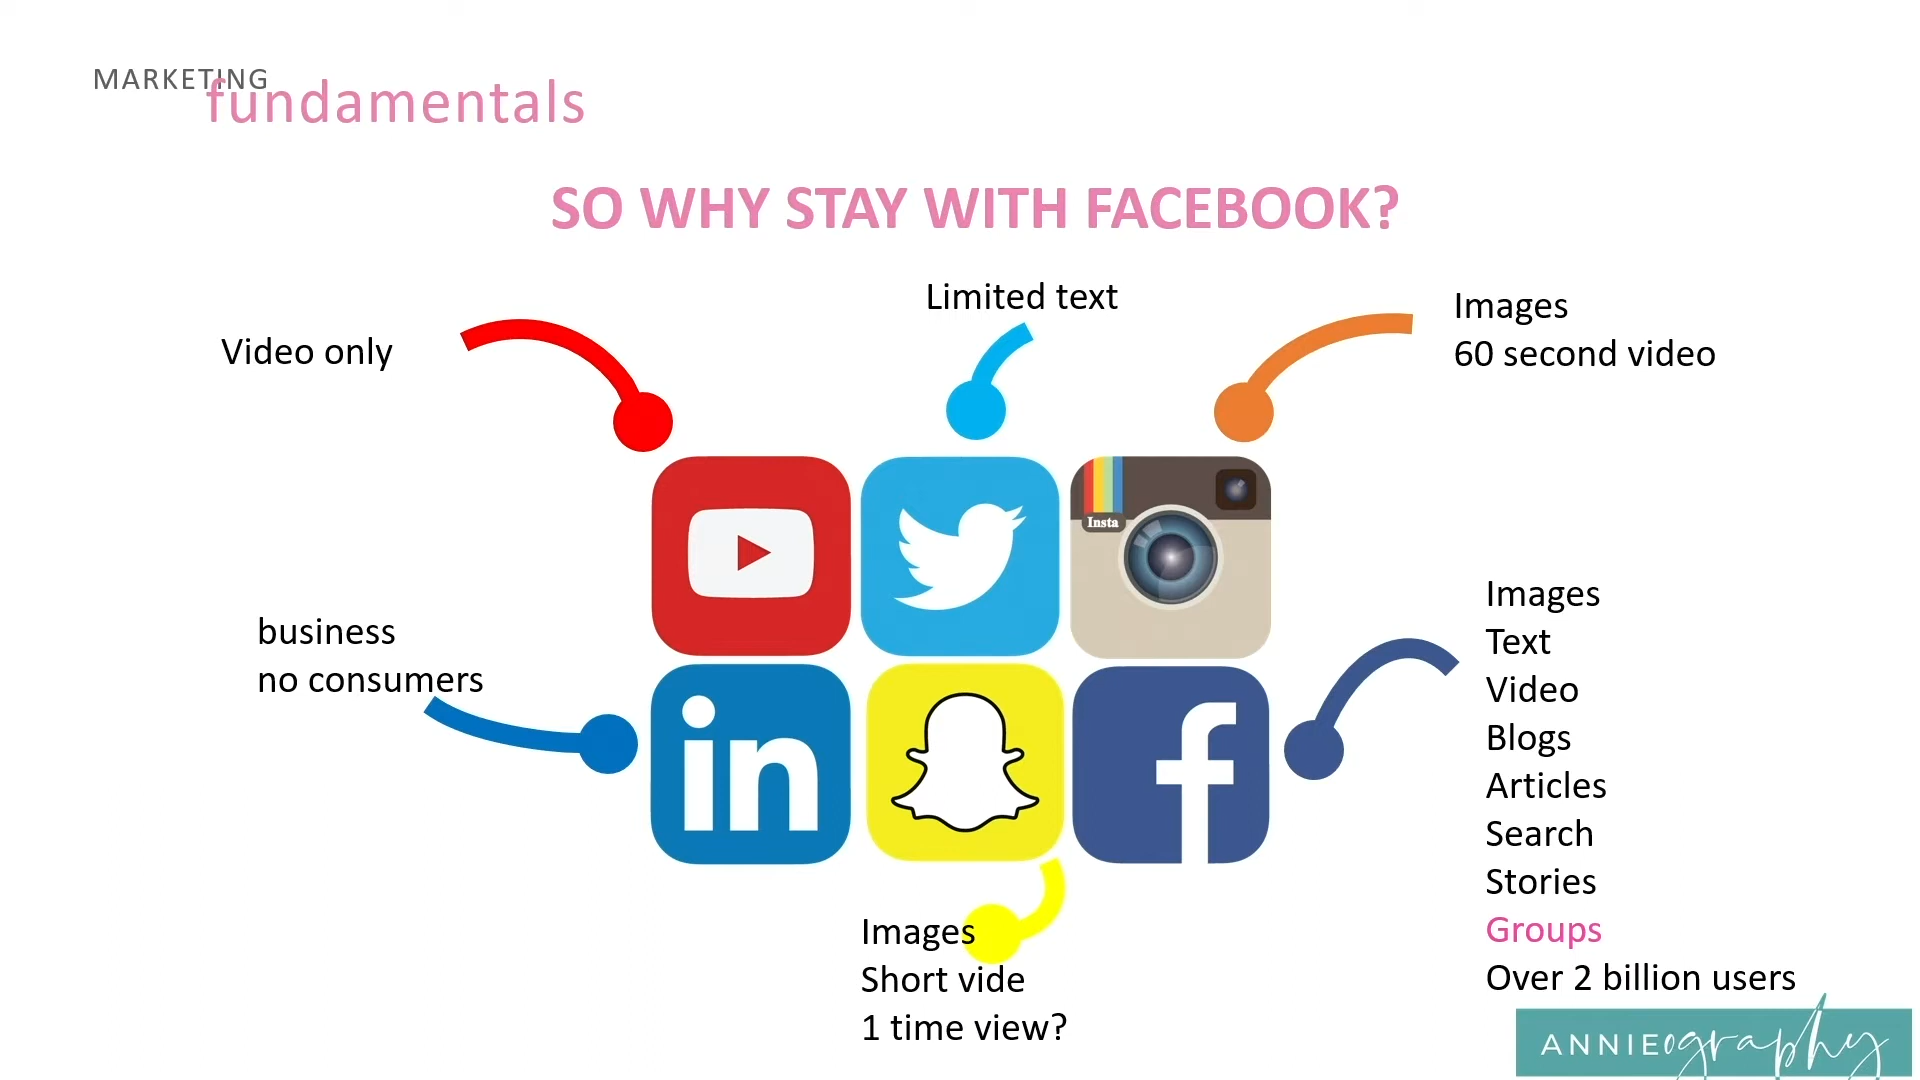 MARKETING
fundamentals
SO WHY STAY WITH FACEBOOK?
Limited text
Images
60 second video
Video only
Insta
business
no consumers
in
f
Images
Text
Video
Blogs
Articles
Search
Stories
Groups
Over 2 billion users
Images
Short vide
1 time view?
ANNIEography